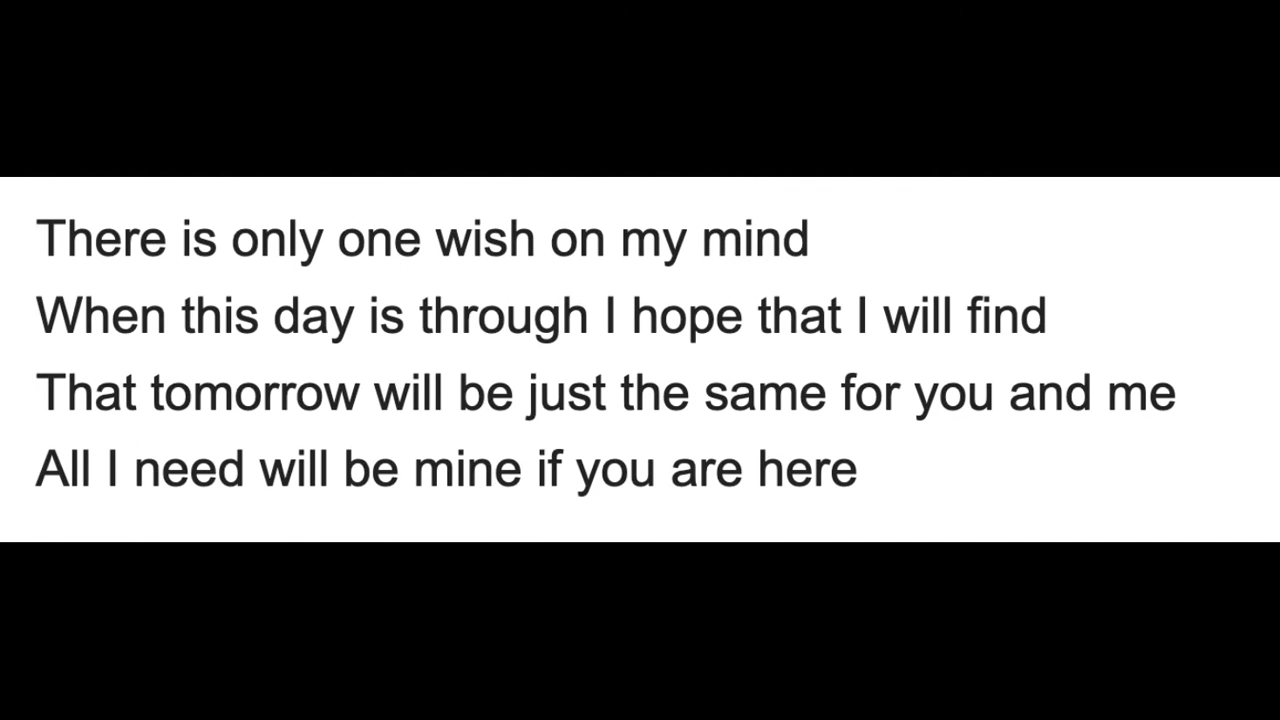 There is only one wish on my mind
When this day is through I hope that I will find
That tomorrow will be just the same for you and me
All I need will be mine if you are here